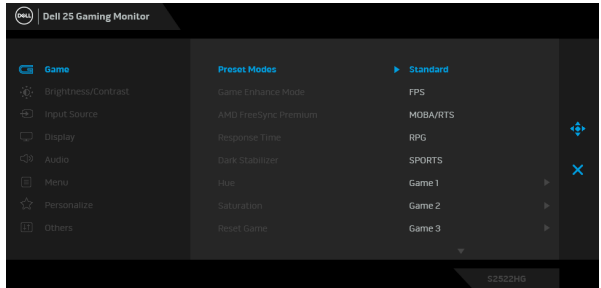 DELL Dell 25 Gaming Monitor
Game Preset Modes Standard
Brightness/Contrast Game Enhance Mode FPS
Input Source AMD FreeSync Premium MOBA/RTS
Display Response Time RPG
Audio Dark Stabilizer SPORTS
Menu Hue Game 1
Personalize Saturation Game 2
Others Reset Game Game 3
S2522HG